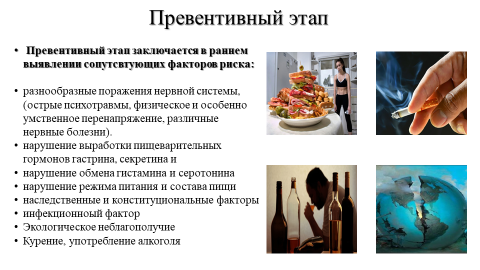 Превентивный этап
• Превентивный этап заключается в раннем
выявлении сопутсвтующих факторов риска:
• разнообразные поражения нервной системы,
(острые психотравмы, физическое и особенно
умственное перенапряжение, различные
нервные болезни).
• нарушение выработки пищеварительных
гормонов гастрина, секретина и
• нарушение обмена гистамина и серотонина
• нарушение режима питания и состава пищи
• наследственные и конституциональные факторы
• инфекционныой фактор
• Экологическое неблагополучие
• Курение, употребление алкоголя